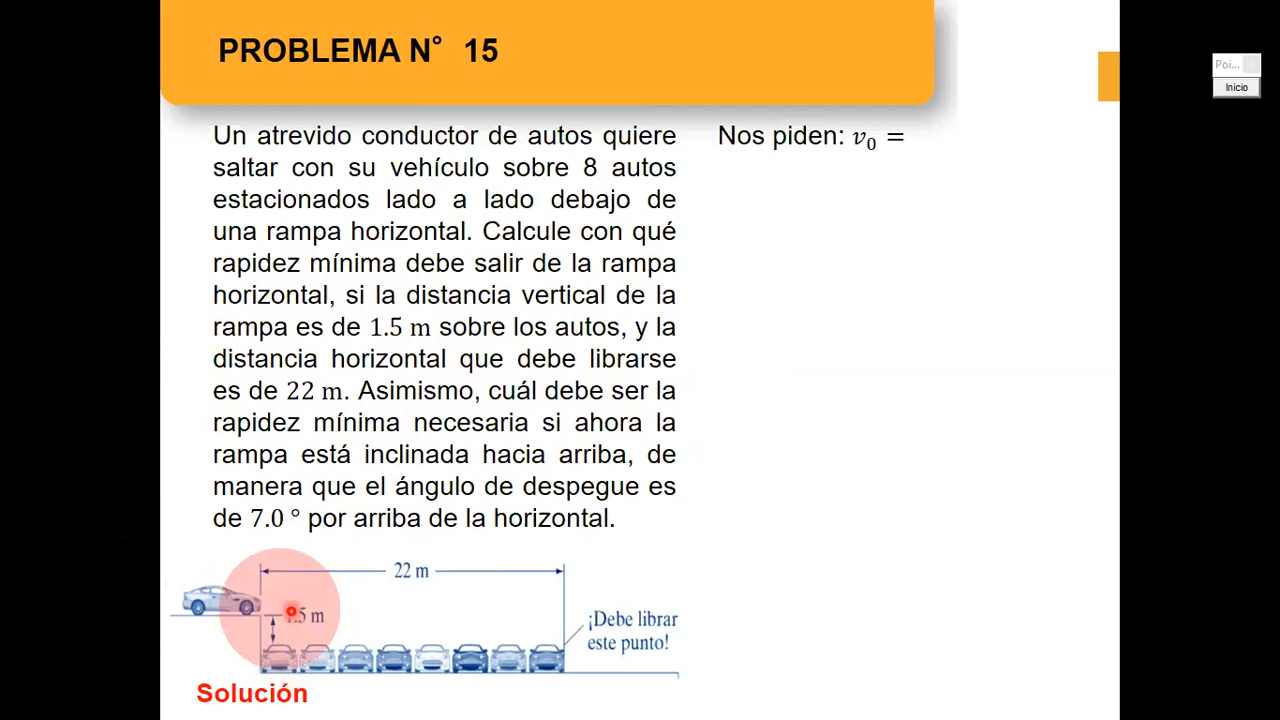 PROBLEMA N° 15
Poi...
Inicio
Un atrevido conductor de autos quiere
saltar con su vehículo sobre 8 autos
estacionados lado a lado debajo de
una rampa horizontal. Calcule con qué
rapidez mínima debe salir de la rampa
horizontal, si la distancia vertical de la
rampa es de 1.5 m sobre los autos, y la
distancia horizontal que debe librarse
es de 22 m. Asimismo, cuál debe ser la
rapidez mínima necesaria si ahora la
rampa está inclinada hacia arriba, de
manera que el ángulo de despegue es
de 7.0 ° por arriba de la horizontal.
Nos piden: v₀ =
22 m
1.5 m
¡Debe librar
este punto!
Solución